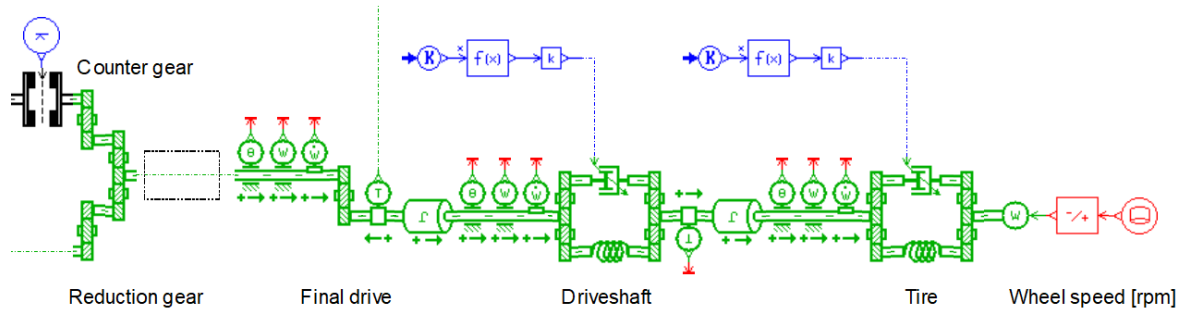 K
Counter gear
K
x
f(x)
k
K
x
f(x)
k
θ
W
Ẇ
T
θ
W
Ẇ
T
θ
W
Ẇ
W
-/+
Reduction gear
Final drive
Driveshaft
Tire
Wheel speed [rpm]